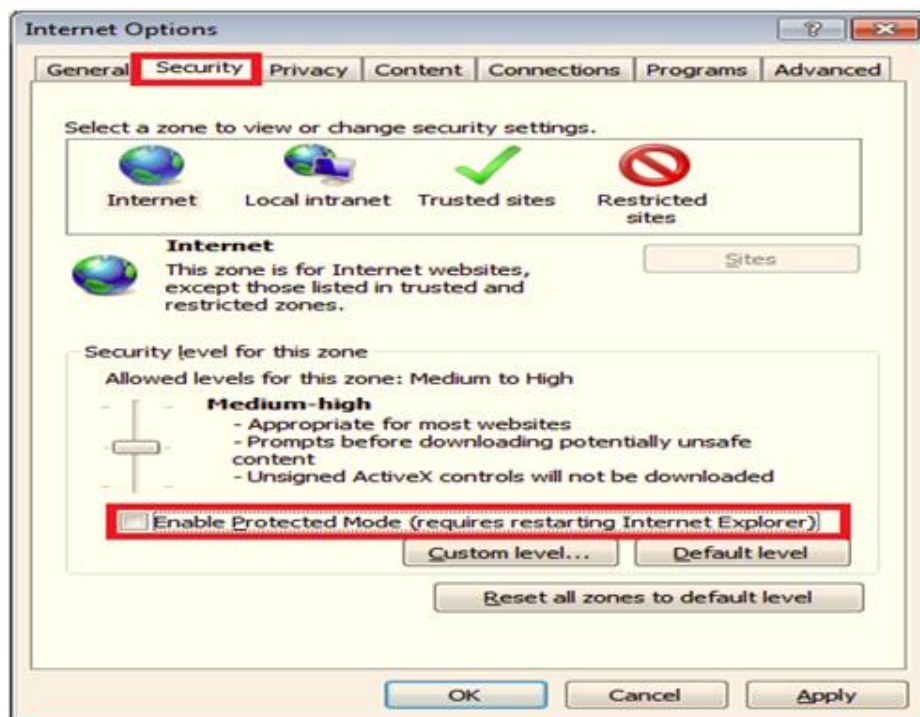 Internet Options
General Security Privacy Content Connections Programs Advanced
Select a zone to view or change security settings.
Internet Local intranet Trusted sites Restricted
sites
Internet
This zone is for Internet websites,
except those listed in trusted and
restricted zones.
Sites
Security level for this zone
Allowed levels for this zone: Medium to High
Medium-high
- Appropriate for most websites
- Prompts before downloading potentially unsafe
content
- Unsigned ActiveX controls will not be downloaded
Enable Protected Mode (requires restarting Internet Explorer)
Custom level... Default level
Reset all zones to default level
OK Cancel Apply